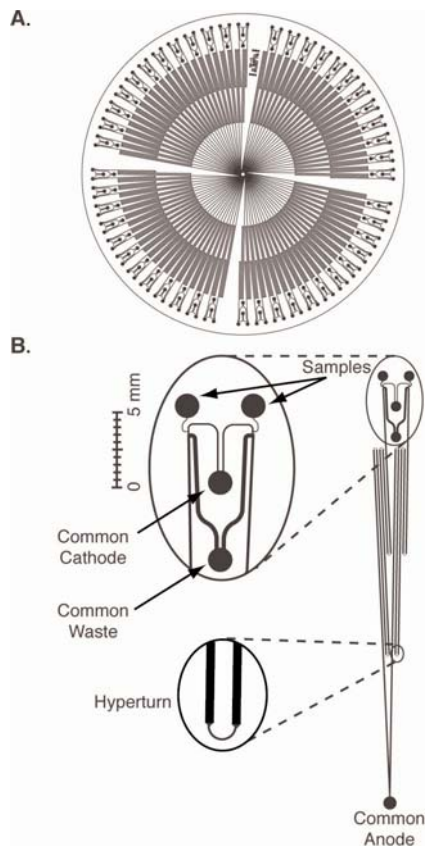 A.
B.
Samples
5 mm
0
Common
Cathode
Common
Waste
Hyperturn
Common
Anode